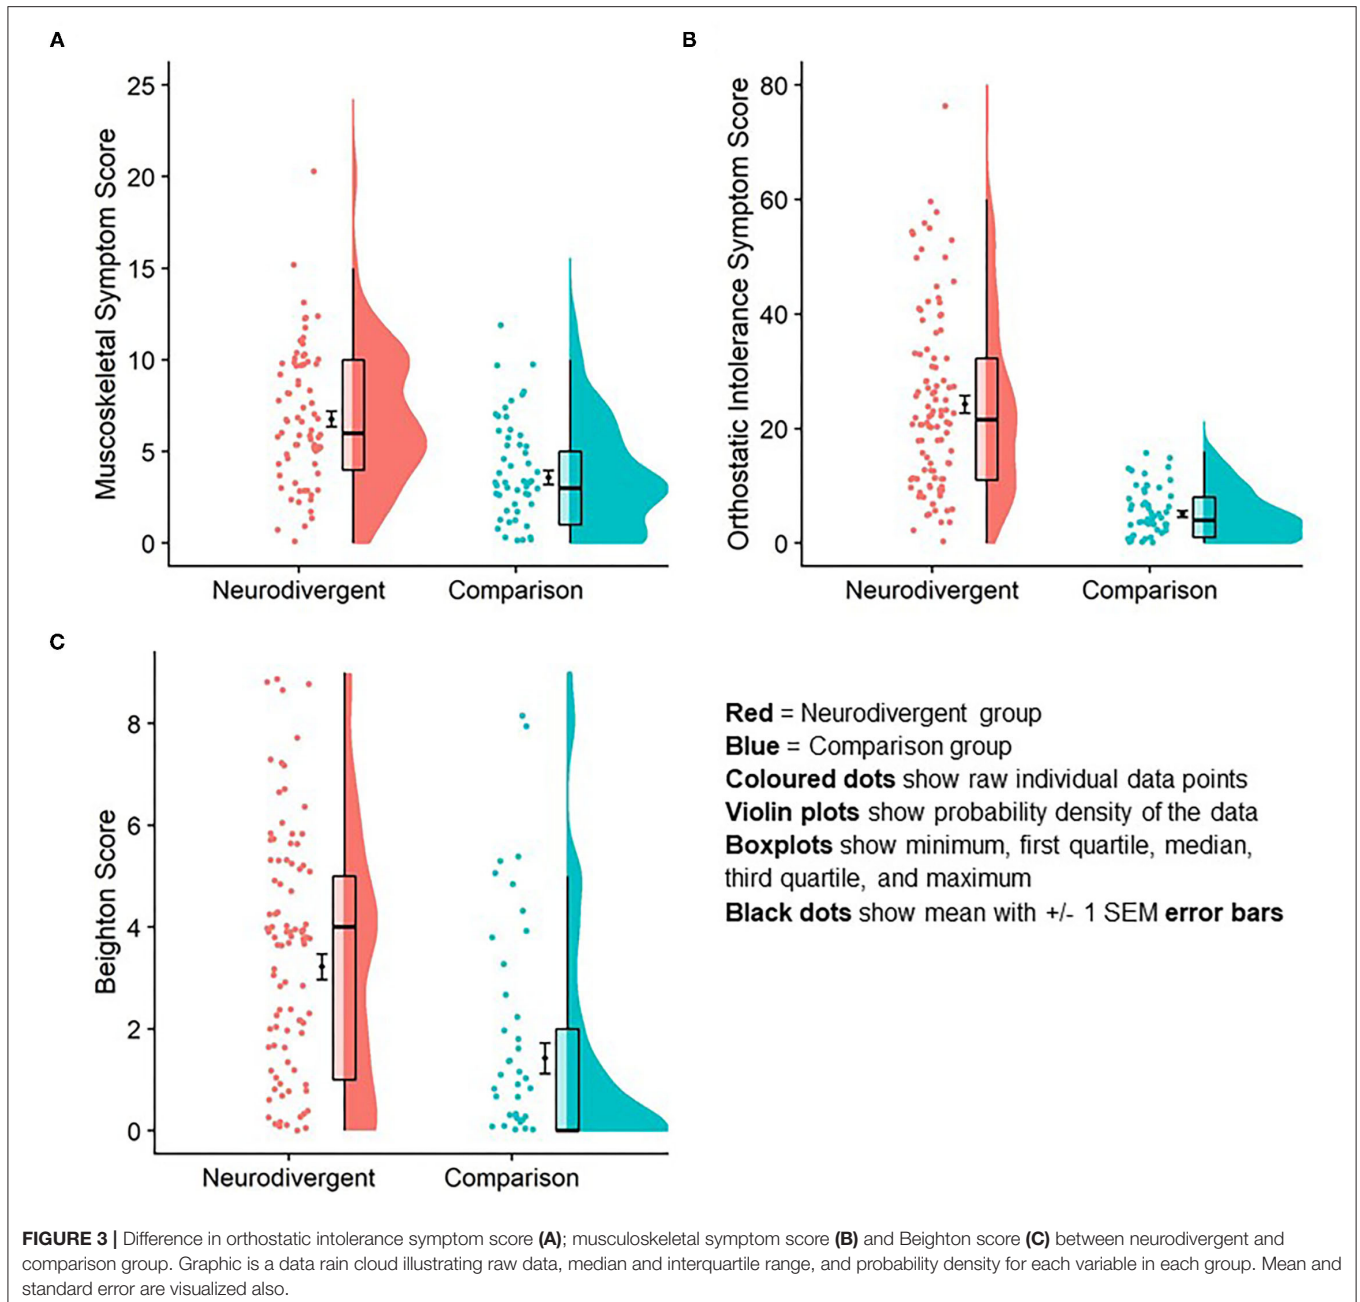 A
B
Muscoskeletal Symptom Score
25
20
15
10
5
0
Neurodivergent Comparison
Orthostatic Intolerance Symptom Score
80
60
40
20
0
Neurodivergent Comparison
C
Beighton Score
8
6
4
2
0
Neurodivergent Comparison
Red = Neurodivergent group
Blue = Comparison group
Coloured dots show raw individual data points
Violin plots show probability density of the data
Boxplots show minimum, first quartile, median,
third quartile, and maximum
Black dots show mean with +/- 1 SEM error bars
FIGURE 3 | Difference in orthostatic intolerance symptom score (A); musculoskeletal symptom score (B) and Beighton score (C) between neurodivergent and
comparison group. Graphic is a data rain cloud illustrating raw data, median and interquartile range, and probability density for each variable in each group. Mean and
standard error are visualized also.